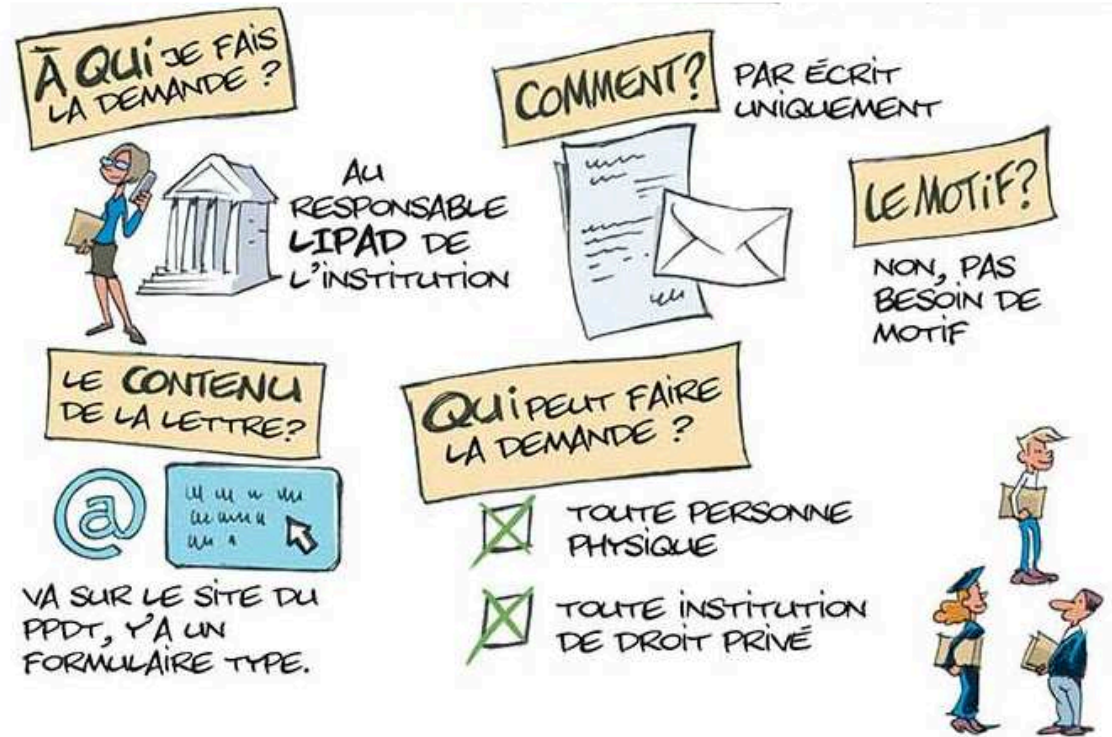 À QUI JE FAIS
LA DEMANDE ?
AU
RESPONSABLE
LIPAD DE
L'INSTITUTION
COMMENT?
PAR ÉCRIT
UNIQUEMENT
LE MOTIF?
NON, PAS
BESOIN DE
MOTIF
LE CONTENU
DE LA LETTRE?
@
VA SUR LE SITE DU
PPDT, Y'A UN
FORMULAIRE TYPE.
QUI PEUT FAIRE
LA DEMANDE ?
TOUTE PERSONNE
PHYSIQUE
TOUTE INSTITUTION
DE DROIT PRIVÉ